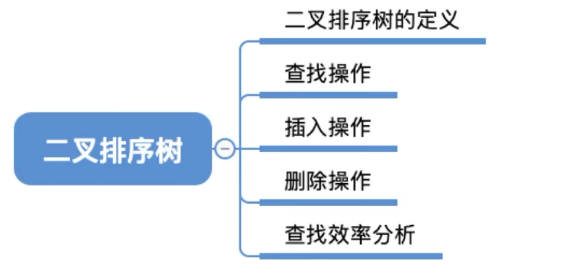 二叉排序树
二叉排序树的定义
查找操作
插入操作
删除操作
查找效率分析